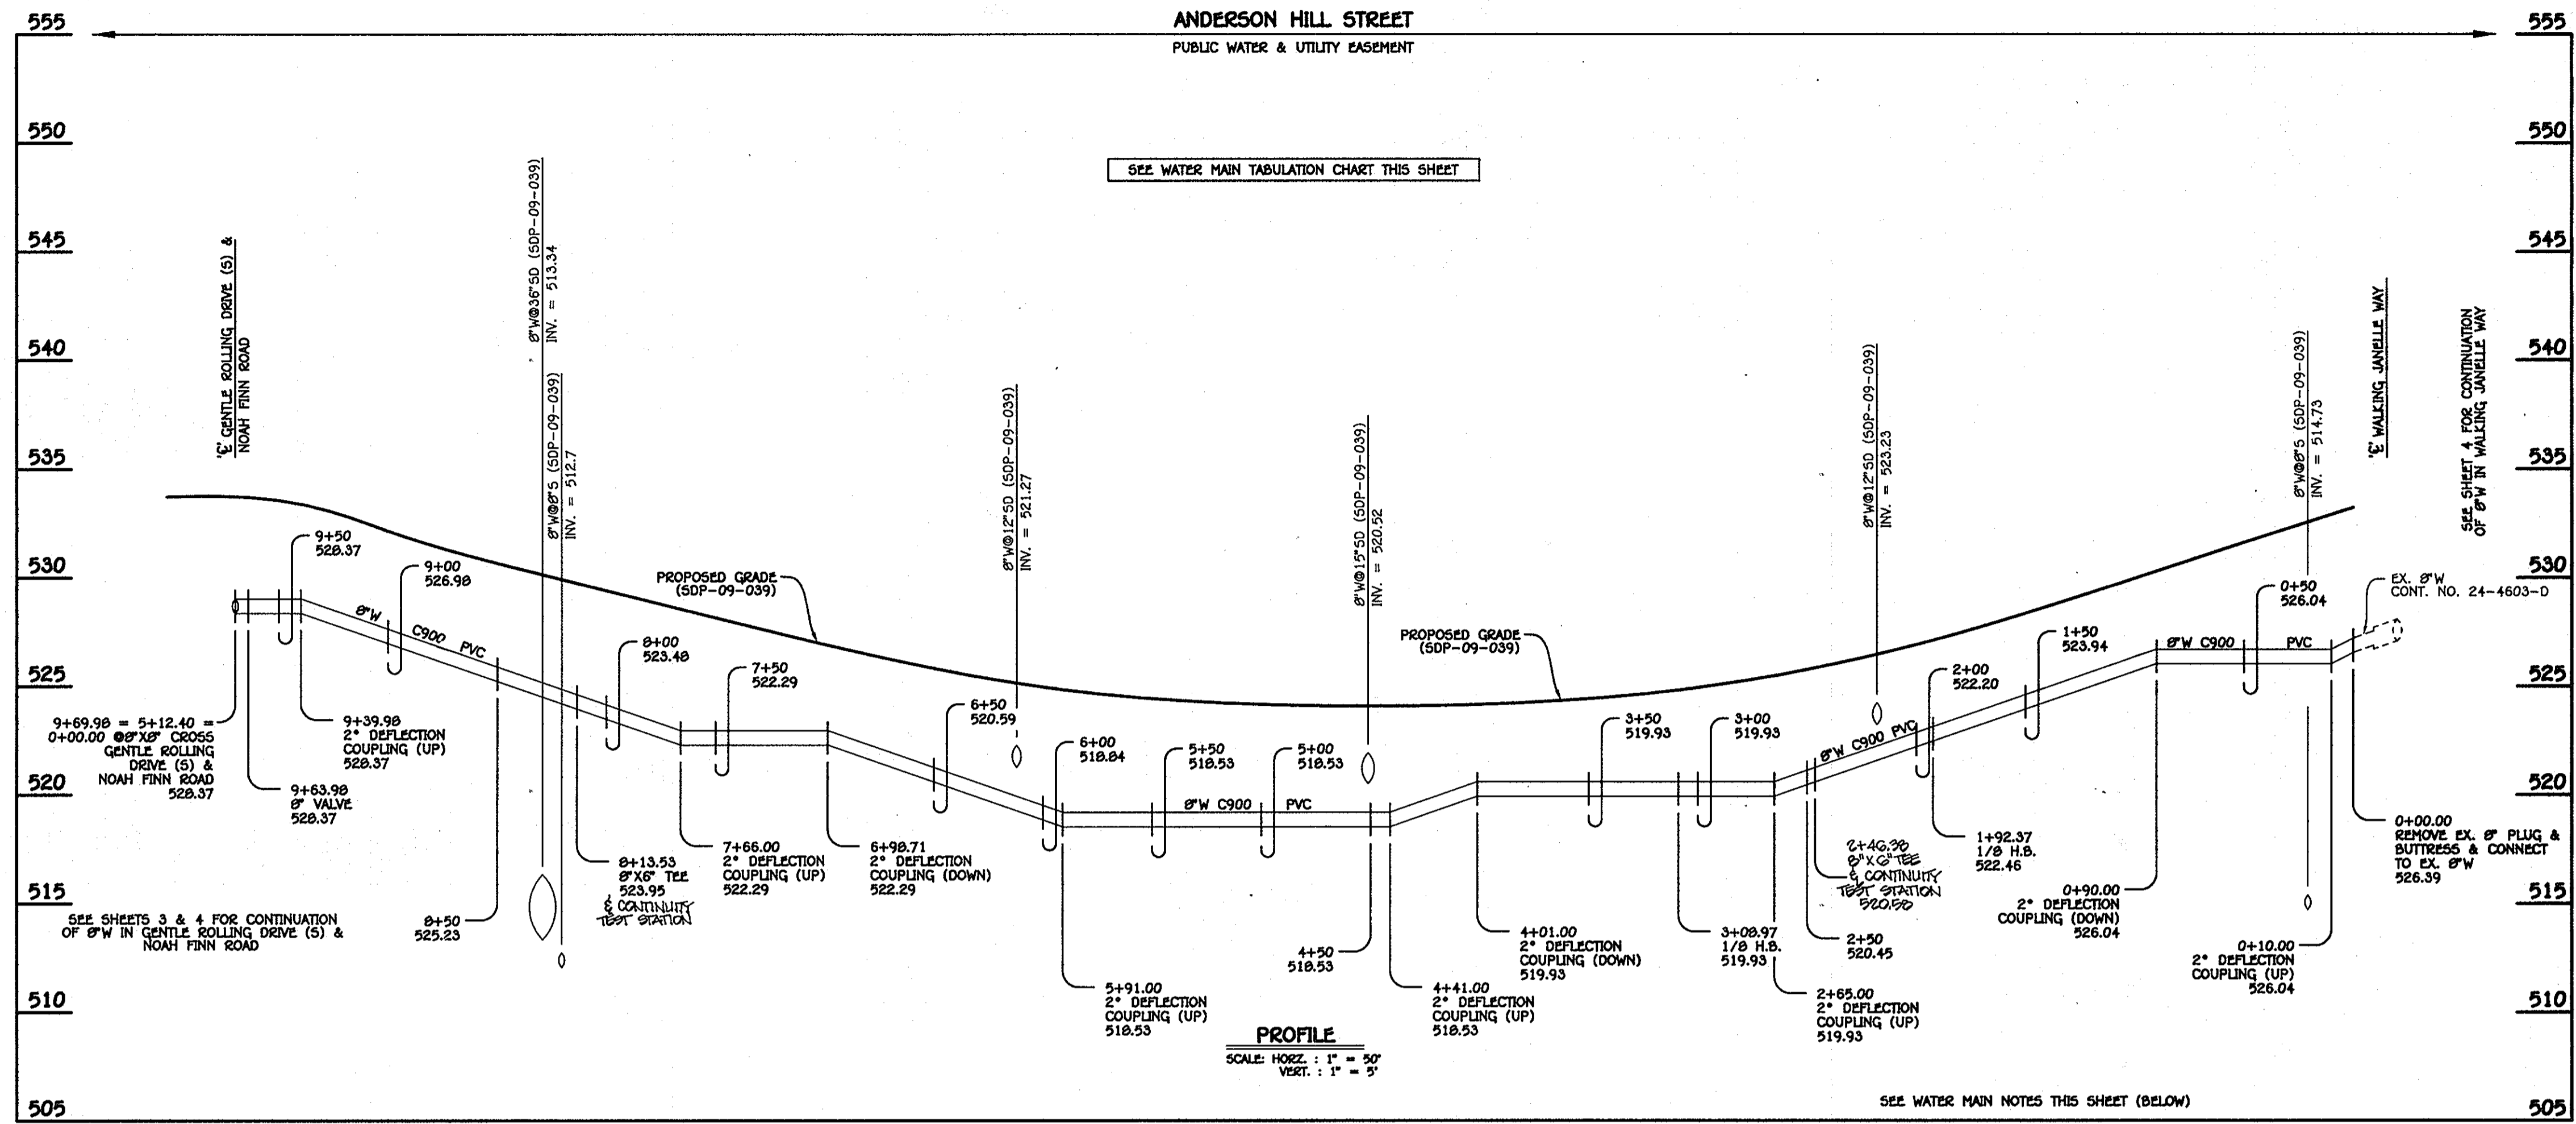 ANDERSON HILL STREET
PUBLIC WATER & UTILITY EASEMENT
555
550
545
540
535
530
525
520
515
510
505
555
550
545
540
535
530
525
520
515
510
505
SEE WATER MAIN TABULATION CHART THIS SHEET
℄ GENTLE ROLLING DRIVE (S) &
NOAH FINN ROAD
8"W@36"SD (SDP-09-039)
INV. = 513.34
8"W@8"S (SDP-09-039)
INV. = 512.7
8"W@12"SD (SDP-09-039)
INV. = 521.27
8"W@15"SD (SDP-09-039)
INV. = 520.52
8"W@12"SD (SDP-09-039)
INV. = 523.23
8"W@8"S (SDP-09-039)
INV. = 514.73
℄ WALKING JANELLE WAY
SEE SHEET 4 FOR CONTINUATION
OF 8"W IN WALKING JANELLE WAY
9+50
528.37
9+00
526.98
8"W C900 PVC
PROPOSED GRADE
(SDP-09-039)
8+00
523.48
7+50
522.29
6+50
520.59
6+00
518.84
5+50
518.53
5+00
518.53
8"W C900 PVC
PROPOSED GRADE
(SDP-09-039)
3+50
519.93
3+00
519.93
8"W C900 PVC
2+00
522.20
1+50
523.94
8"W C900 PVC
0+50
526.04
EX. 8"W
CONT. NO. 24-4603-D
9+69.98 = 5+12.40 =
0+00.00 @8"X8" CROSS
GENTLE ROLLING
DRIVE (S) &
NOAH FINN ROAD
528.37
9+63.98
8" VALVE
528.37
9+39.98
2° DEFLECTION
COUPLING (UP)
528.37
8+50
525.23
8+13.53
8"X6" TEE
523.95
& CONTINUITY
TEST STATION
7+66.00
2° DEFLECTION
COUPLING (UP)
522.29
6+98.71
2° DEFLECTION
COUPLING (DOWN)
522.29
5+91.00
2° DEFLECTION
COUPLING (UP)
518.53
4+50
518.53
4+41.00
2° DEFLECTION
COUPLING (UP)
518.53
4+01.00
2° DEFLECTION
COUPLING (DOWN)
519.93
3+08.97
1/8 H.B.
519.93
2+65.00
2° DEFLECTION
COUPLING (UP)
519.93
2+50
520.45
2+46.38
8"X6" TEE
& CONTINUITY
TEST STATION
520.58
1+92.37
1/8 H.B.
522.46
0+90.00
2° DEFLECTION
COUPLING (DOWN)
526.04
0+10.00
2° DEFLECTION
COUPLING (UP)
526.04
0+00.00
REMOVE EX. 8" PLUG &
BUTTRESS & CONNECT
TO EX. 8"W
526.39
SEE SHEETS 3 & 4 FOR CONTINUATION
OF 8"W IN GENTLE ROLLING DRIVE (S) &
NOAH FINN ROAD
PROFILE
SCALE: HORZ. : 1" = 50'
VERT. : 1" = 5'
SEE WATER MAIN NOTES THIS SHEET (BELOW)